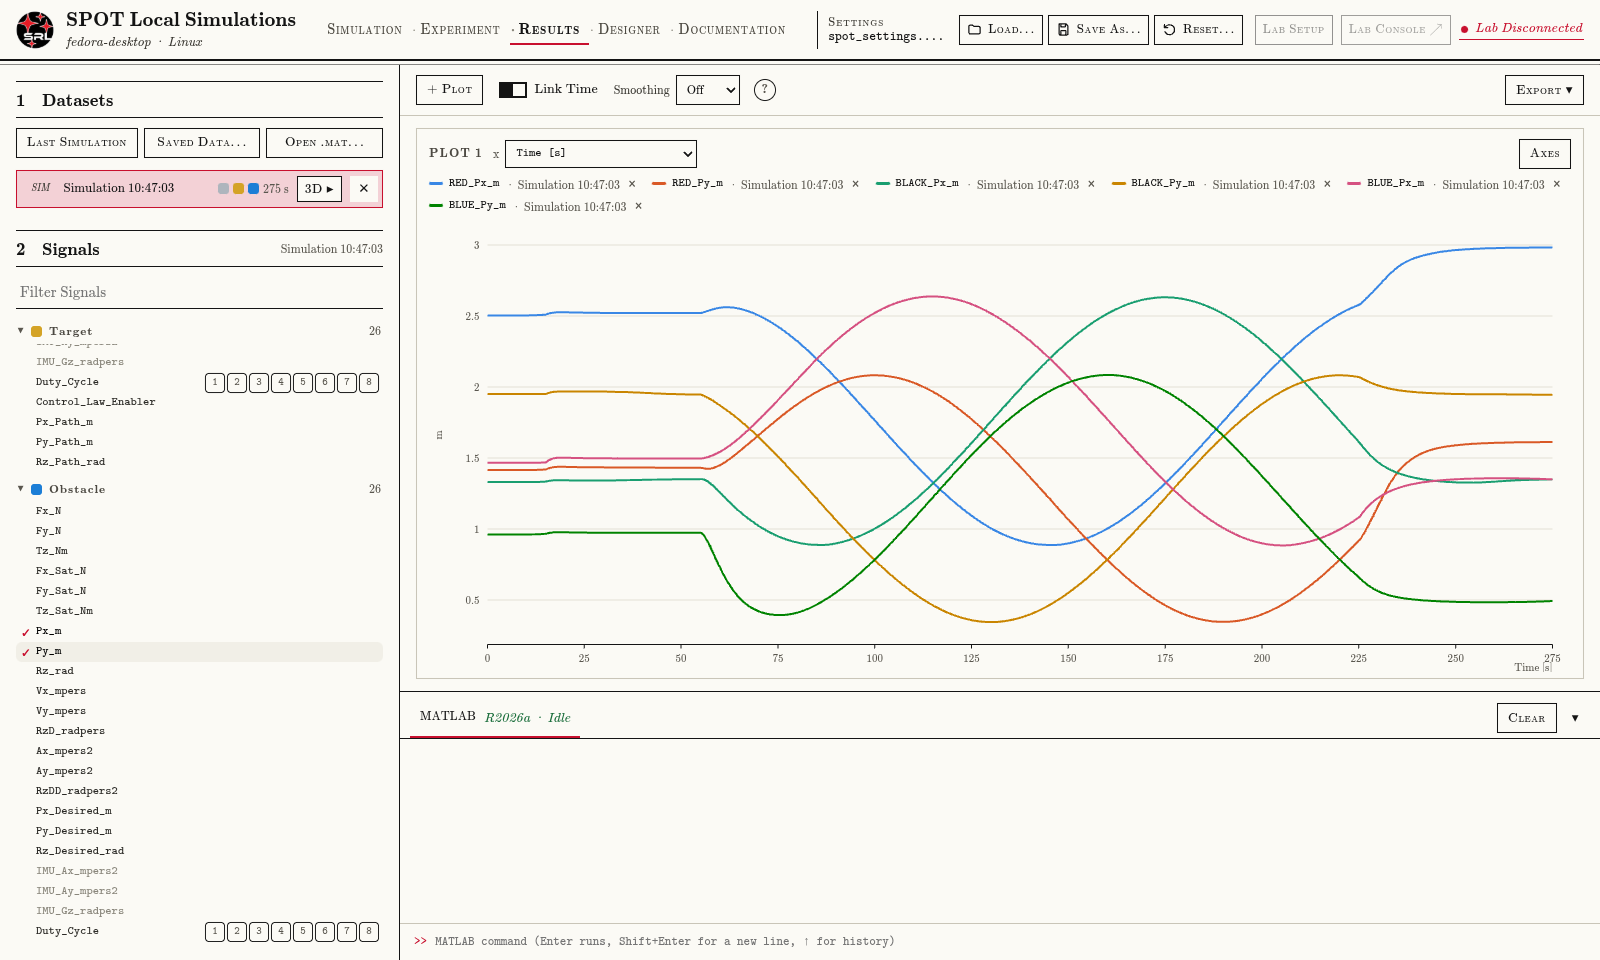 SPOT Local Simulations
fedora-desktop · Linux
SIMULATION · EXPERIMENT · RESULTS · DESIGNER · DOCUMENTATION
SETTINGS
spot_settings....
LOAD... SAVE AS... RESET... LAB SETUP LAB CONSOLE ↗ Lab Disconnected
SRL
1 Datasets
LAST SIMULATION SAVED DATA... OPEN .MAT...
SIM Simulation 10:47:03 275 s 3D ▸ ×
2 Signals Simulation 10:47:03
Filter Signals
▾ Target 26
IMU_Gz_radpers
Duty_Cycle 1 2 3 4 5 6 7 8
Control_Law_Enabler
Px_Path_m
Py_Path_m
Rz_Path_rad
▾ Obstacle 26
Fx_N
Fy_N
Tz_Nm
Fx_Sat_N
Fy_Sat_N
Tz_Sat_Nm
✓ Px_m
✓ Py_m
Rz_rad
Vx_mpers
Vy_mpers
RzD_radpers
Ax_mpers2
Ay_mpers2
RzDD_radpers2
Px_Desired_m
Py_Desired_m
Rz_Desired_rad
IMU_Ax_mpers2
IMU_Ay_mpers2
IMU_Gz_radpers
Duty_Cycle 1 2 3 4 5 6 7 8
+ PLOT Link Time Smoothing Off ? EXPORT ▾
PLOT 1 x Time [s] AXES
RED_Px_m · Simulation 10:47:03 × RED_Py_m · Simulation 10:47:03 × BLACK_Px_m · Simulation 10:47:03 × BLACK_Py_m · Simulation 10:47:03 × BLUE_Px_m · Simulation 10:47:03 ×
BLUE_Py_m · Simulation 10:47:03 ×
3
2.5
2
1.5
1
0.5
m
0 25 50 75 100 125 150 175 200 225 250 275
Time [s]
MATLAB R2026a · Idle CLEAR ▾
>> MATLAB command (Enter runs, Shift+Enter for a new line, ↑ for history)